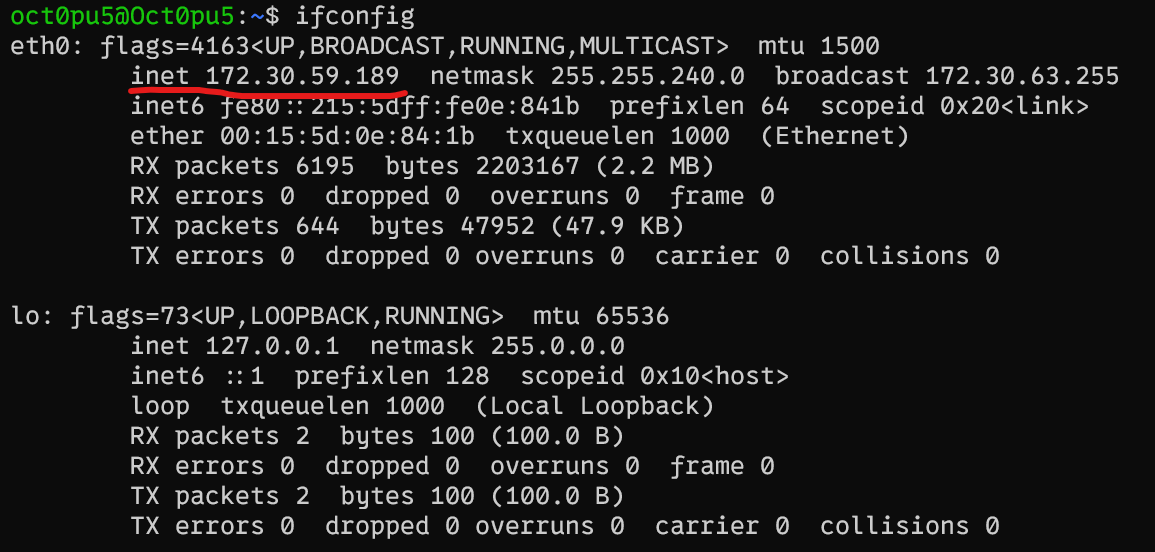 oct0pu5@Oct0pu5:~$ ifconfig
eth0: flags=4163<UP,BROADCAST,RUNNING,MULTICAST>  mtu 1500
        inet 172.30.59.189  netmask 255.255.240.0  broadcast 172.30.63.255
        inet6 fe80::215:5dff:fe0e:841b  prefixlen 64  scopeid 0x20<link>
        ether 00:15:5d:0e:84:1b  txqueuelen 1000  (Ethernet)
        RX packets 6195  bytes 2203167 (2.2 MB)
        RX errors 0  dropped 0  overruns 0  frame 0
        TX packets 644  bytes 47952 (47.9 KB)
        TX errors 0  dropped 0 overruns 0  carrier 0  collisions 0

lo: flags=73<UP,LOOPBACK,RUNNING>  mtu 65536
        inet 127.0.0.1  netmask 255.0.0.0
        inet6 ::1  prefixlen 128  scopeid 0x10<host>
        loop  txqueuelen 1000  (Local Loopback)
        RX packets 2  bytes 100 (100.0 B)
        RX errors 0  dropped 0  overruns 0  frame 0
        TX packets 2  bytes 100 (100.0 B)
        TX errors 0  dropped 0 overruns 0  carrier 0  collisions 0